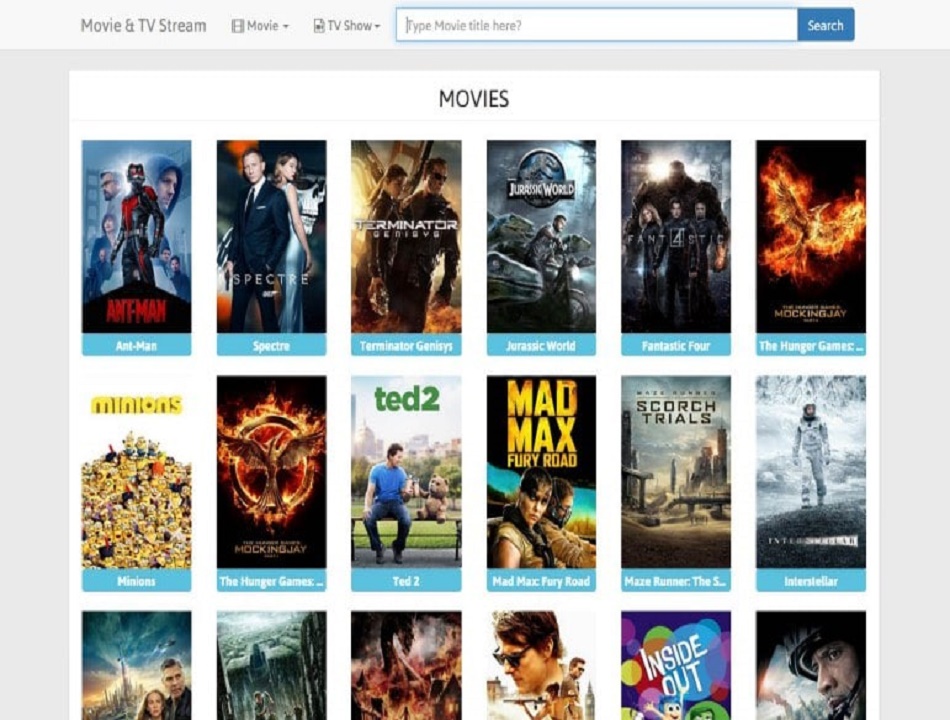 Movie & TV Stream Movie TV Show Type Movie title here? Search
MOVIES
ANT-MAN
SPECTRE
007
TERMINATOR
GENISYS
JURASSIC WORLD
FANT4STIC
THE HUNGER GAMES:
MOCKINGJAY
Ant-Man
Spectre
Terminator Genisys
Jurassic World
Fantastic Four
The Hunger Games: ...
minions
THE HUNGER GAMES
MOCKINGJAY
ted2
MAD
MAX
FURY ROAD
MAZE RUNNER
SCORCH
TRIALS
INTERSTELLAR
Minions
The Hunger Games: ...
Ted 2
Mad Max: Fury Road
Maze Runner: The S...
Interstellar
INSIDE
OUT